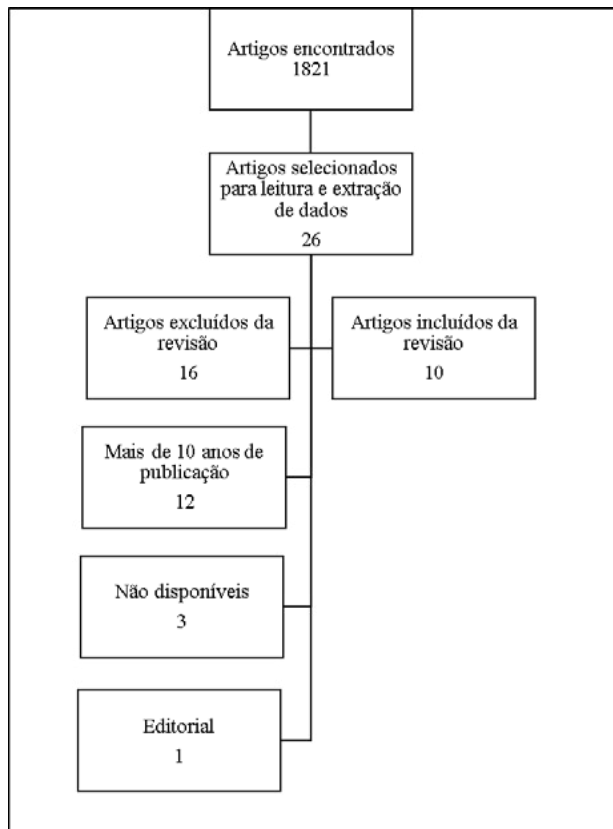 Artigos encontrados
1821
Artigos selecionados
para leitura e extração
de dados
26
Artigos excluídos da
revisão
16
Artigos incluídos da
revisão
10
Mais de 10 anos de
publicação
12
Não disponíveis
3
Editorial
1